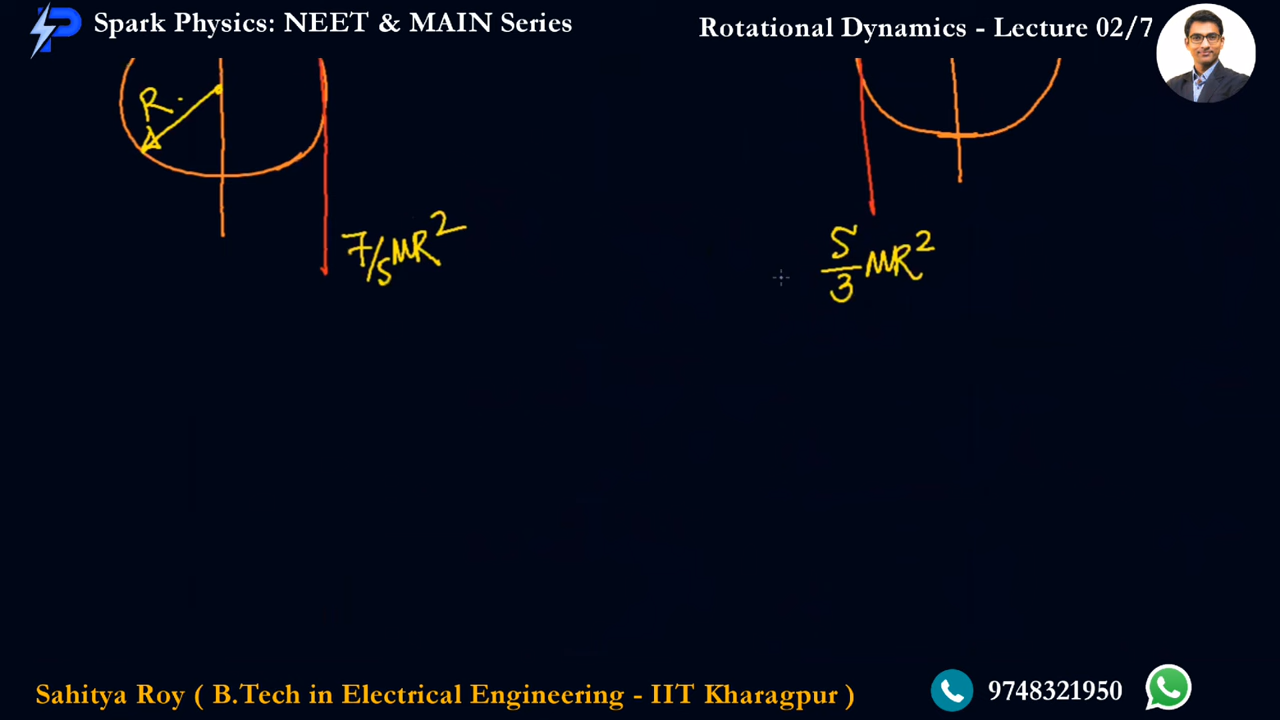 Spark Physics: NEET & MAIN Series
Rotational Dynamics - Lecture 02/7
R.
7/5 MR²
5/3 MR²
Sahitya Roy ( B.Tech in Electrical Engineering - IIT Kharagpur )
9748321950